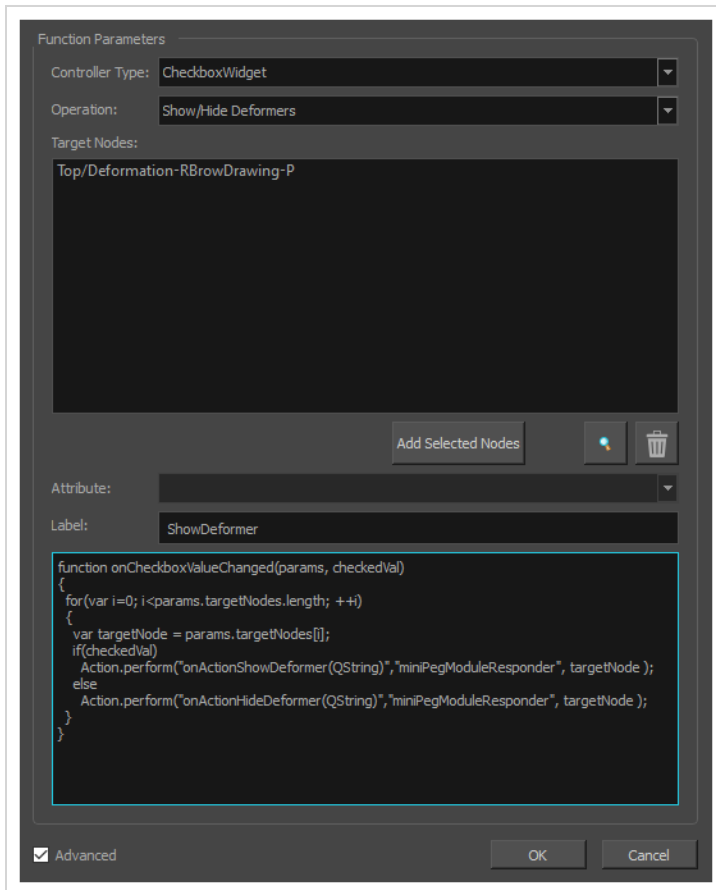 Function Parameters
Controller Type: CheckboxWidget
Operation: Show/Hide Deformers
Target Nodes:
Top/Deformation-RBrowDrawing-P
Add Selected Nodes
Attribute:
Label: ShowDeformer
function onCheckboxValueChanged(params, checkedVal)
{
for(var i=0; i<params.targetNodes.length; ++i)
{
var targetNode = params.targetNodes[i];
if(checkedVal)
Action.perform("onActionShowDeformer(QString)","miniPegModuleResponder", targetNode );
else
Action.perform("onActionHideDeformer(QString)","miniPegModuleResponder", targetNode );
}
}
Advanced OK Cancel